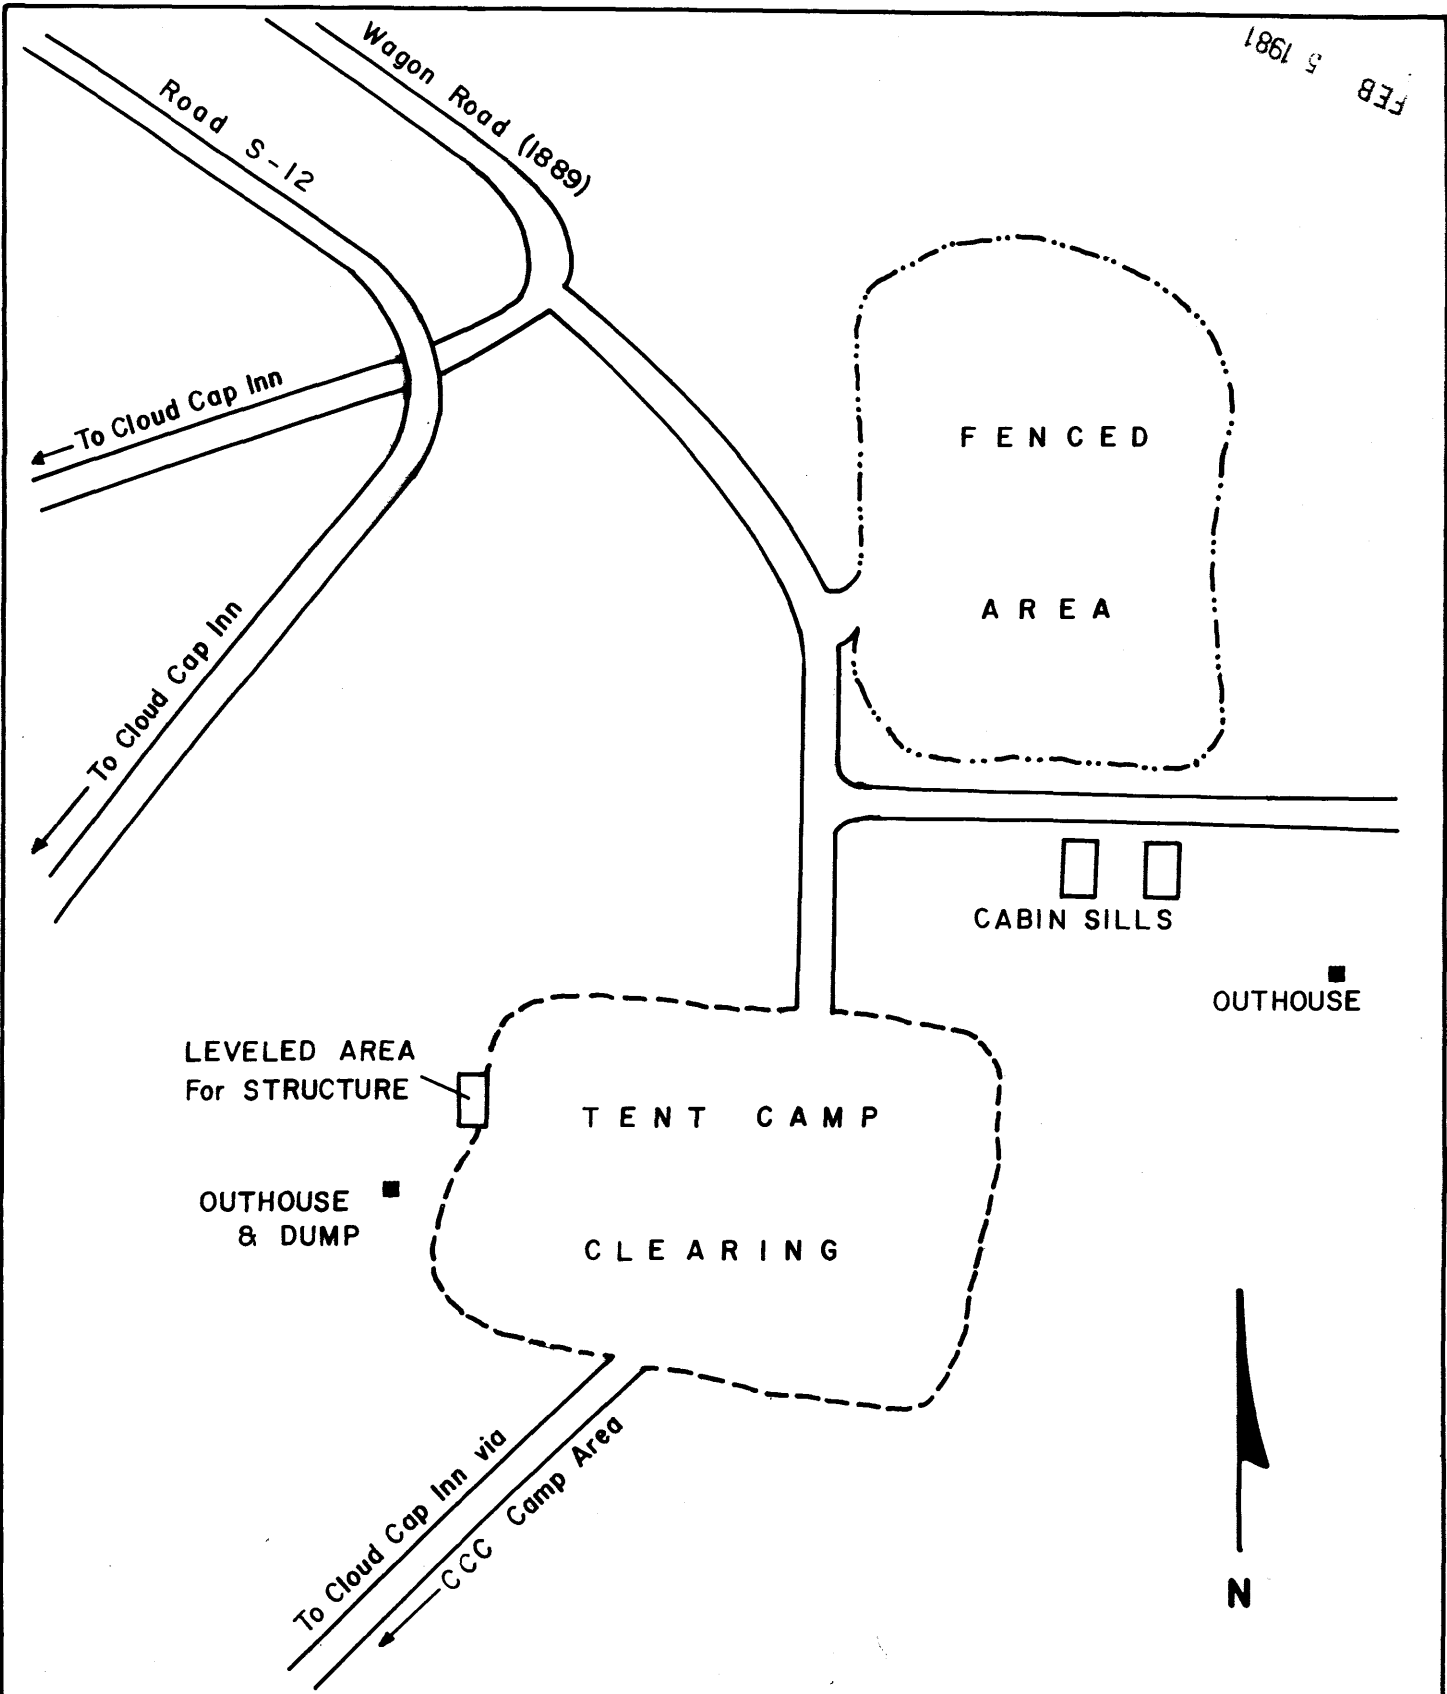 FEB 5 1981
Wagon Road (1889)
Road S-12
To Cloud Cap Inn
FENCED
AREA
To Cloud Cap Inn
CABIN SILLS
OUTHOUSE
LEVELED AREA
For STRUCTURE
TENT CAMP
OUTHOUSE
& DUMP
CLEARING
To Cloud Cap Inn via
CCC Camp Area
N